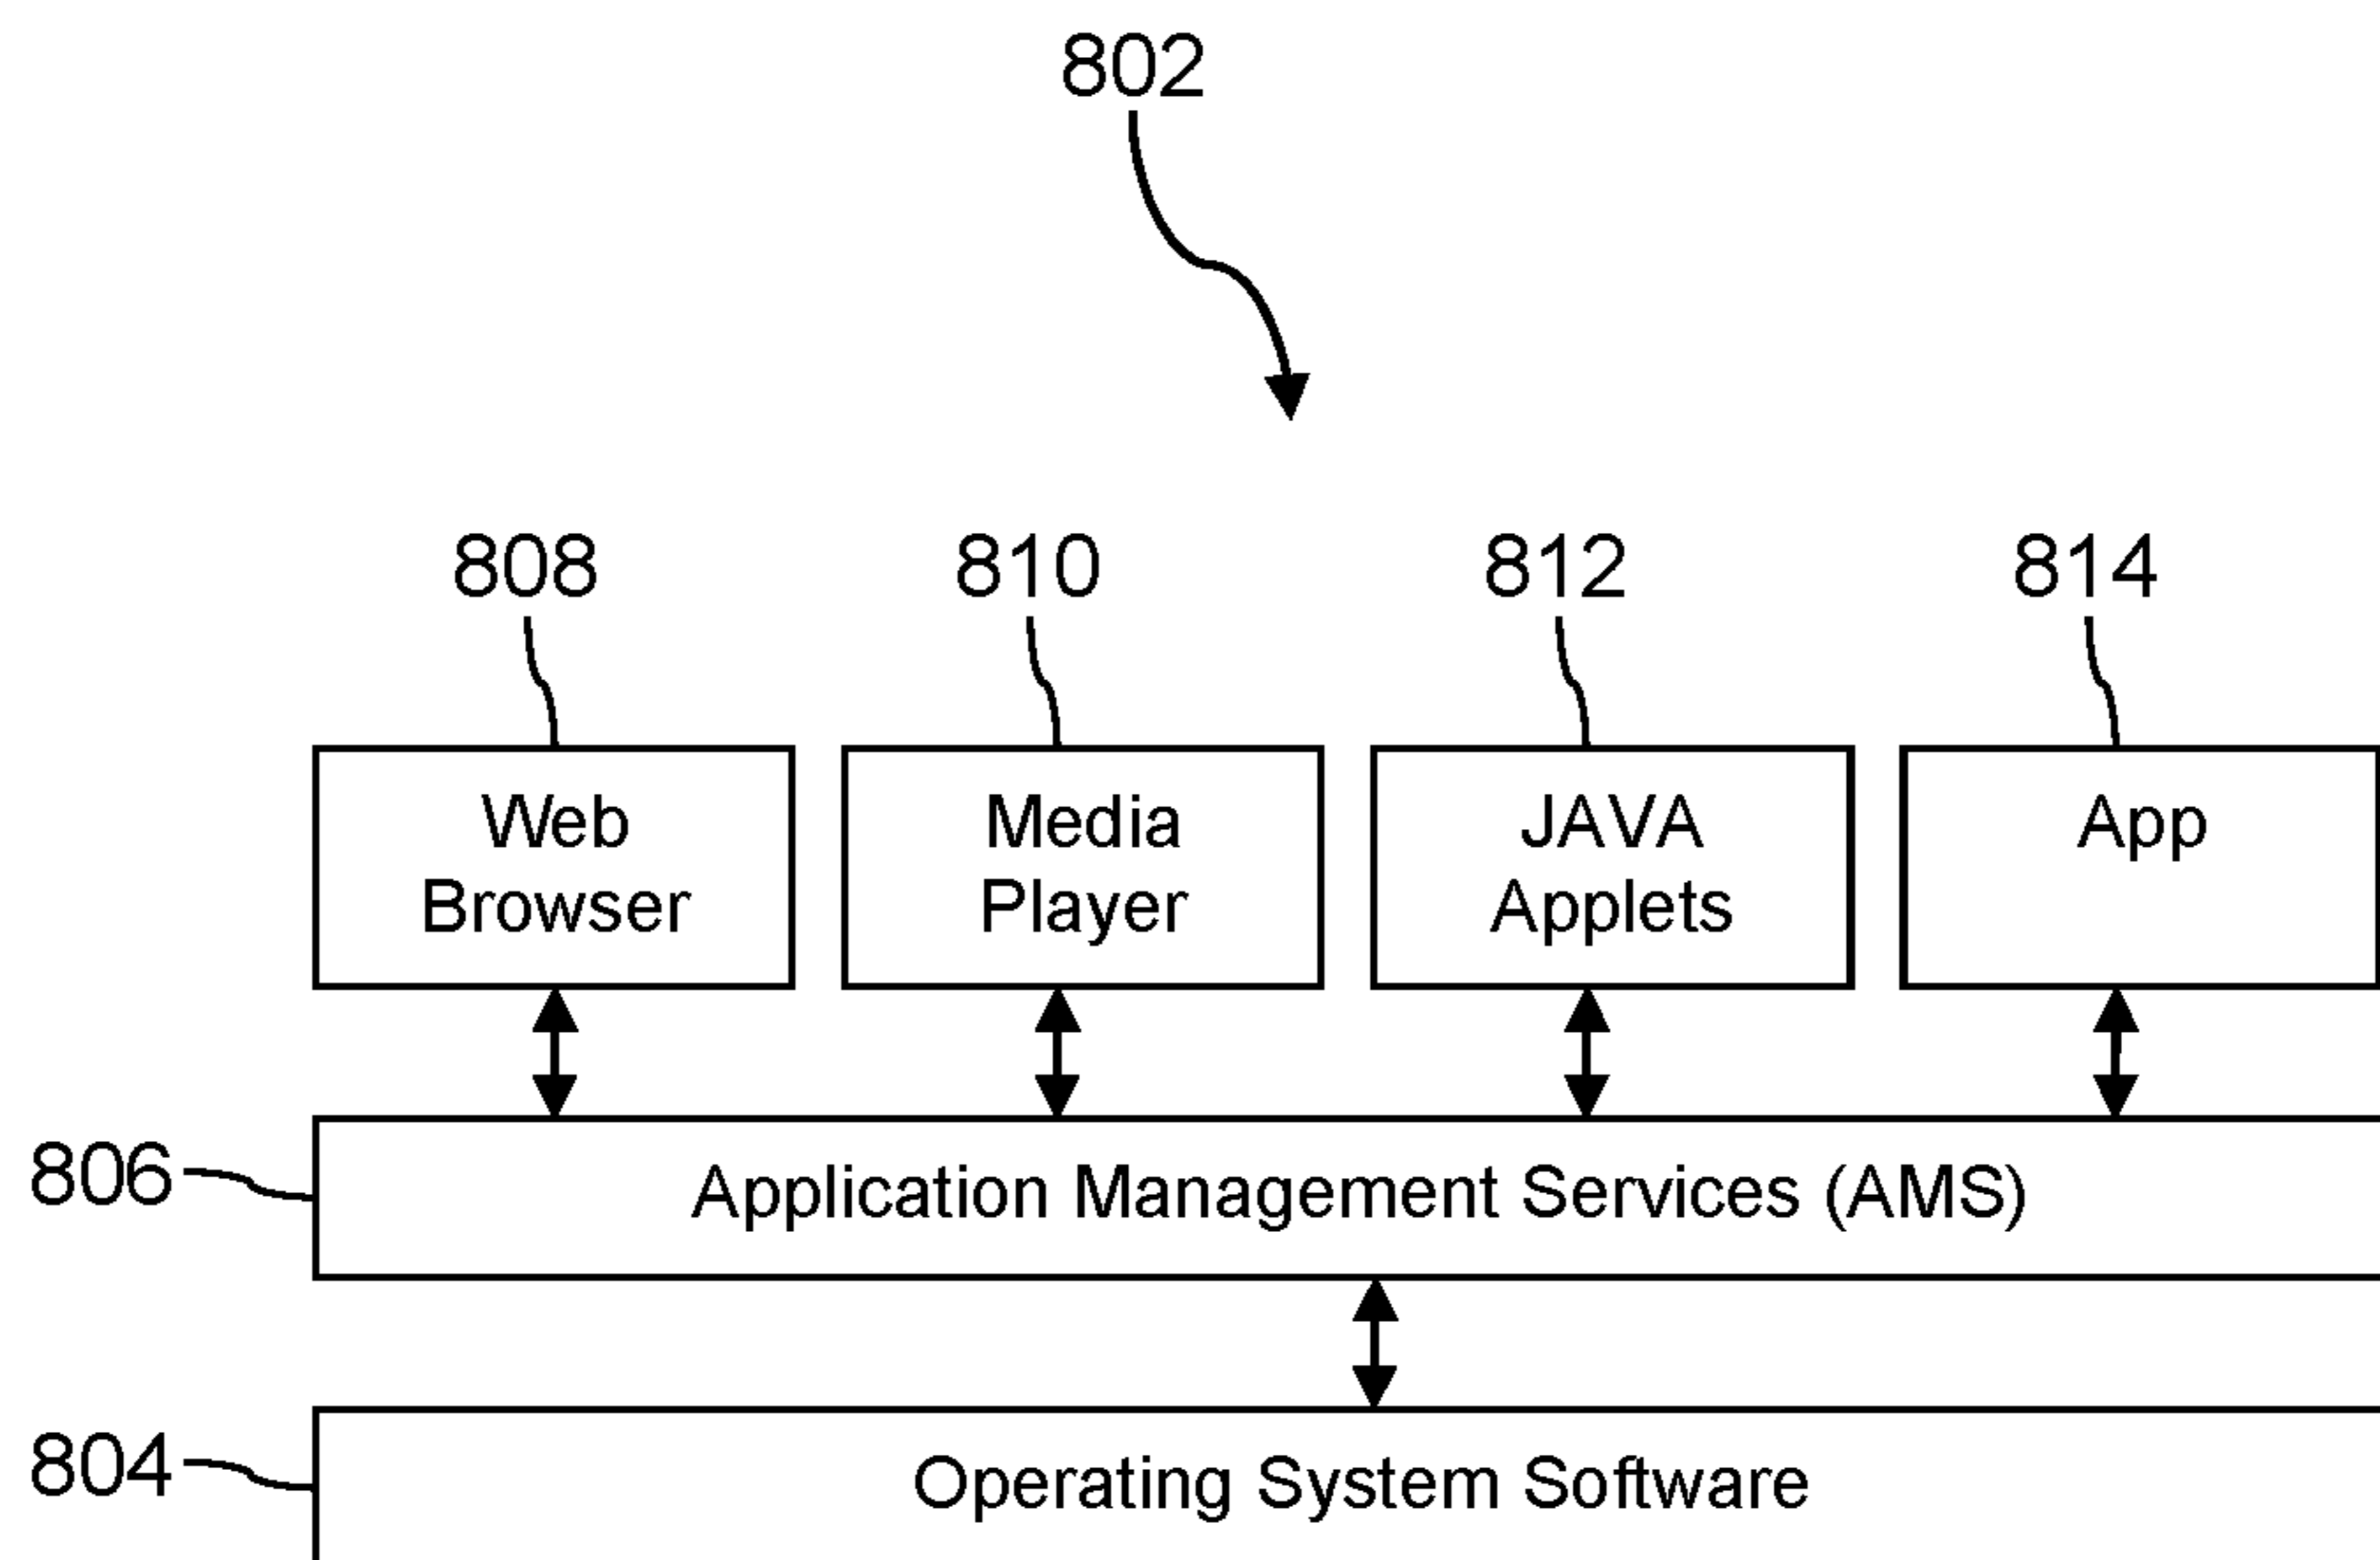 802
808
810
812
814
Web
Browser
Media
Player
JAVA
Applets
App
806
Application Management Services (AMS)
804
Operating System Software